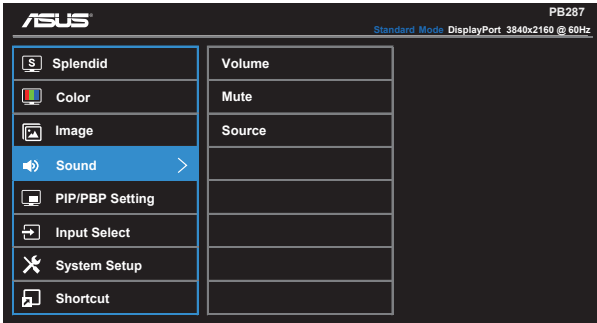 ASUS
PB287
Standard Mode DisplayPort 3840x2160 @ 60Hz
S Splendid
Color
Image
Sound
PIP/PBP Setting
Input Select
System Setup
Shortcut
Volume
Mute
Source